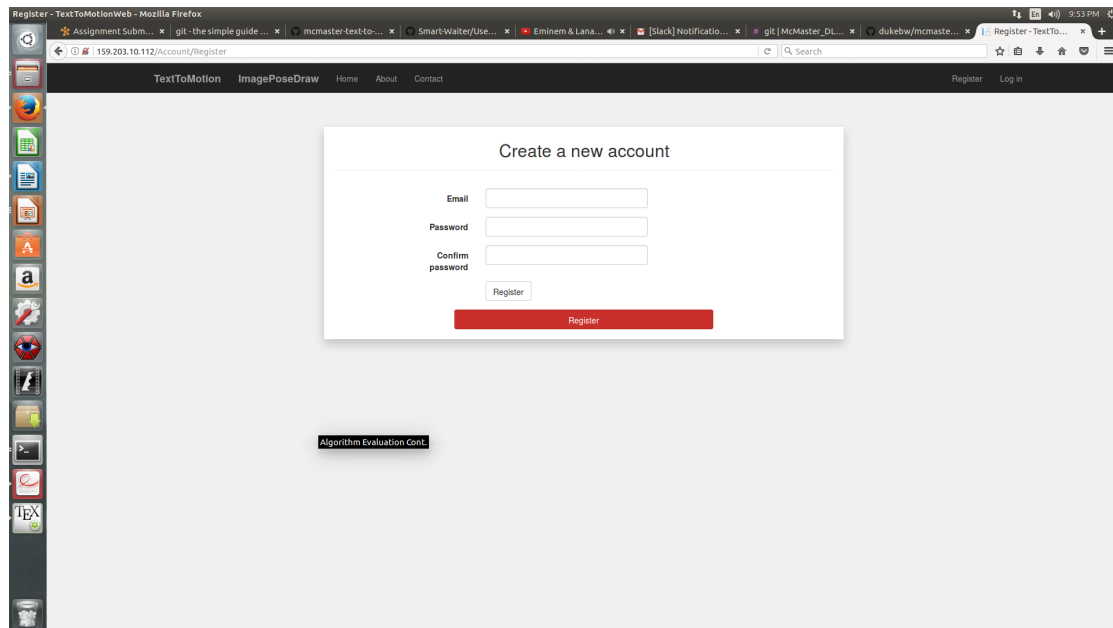 Register - TextToMotionWeb - Mozilla Firefox
En 9:53 PM
Assignment Subm... × git - the simple guide ... × mcmaster-text-to-... × Smart-Waiter/Use... × Eminem & Lana... × [Slack] Notificatio... × git | McMaster_DL... × dukebw/mcmaste... × Register - TextTo... ×
159.203.10.112/Account/Register
Search
TextToMotion ImagePoseDraw Home About Contact Register Log in
Create a new account
Email
Password
Confirm
password
Register
Register
Algorithm Evaluation Cont.
a
TEX